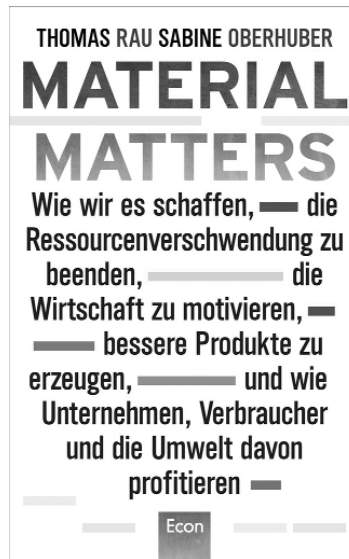 THOMAS RAU SABINE OBERHUBER
MATERIAL
MATTERS
Wie wir es schaffen, die
Ressourcenverschwendung zu
beenden, die
Wirtschaft zu motivieren,
bessere Produkte zu
erzeugen, und wie
Unternehmen, Verbraucher
und die Umwelt davon
profitieren
Econ